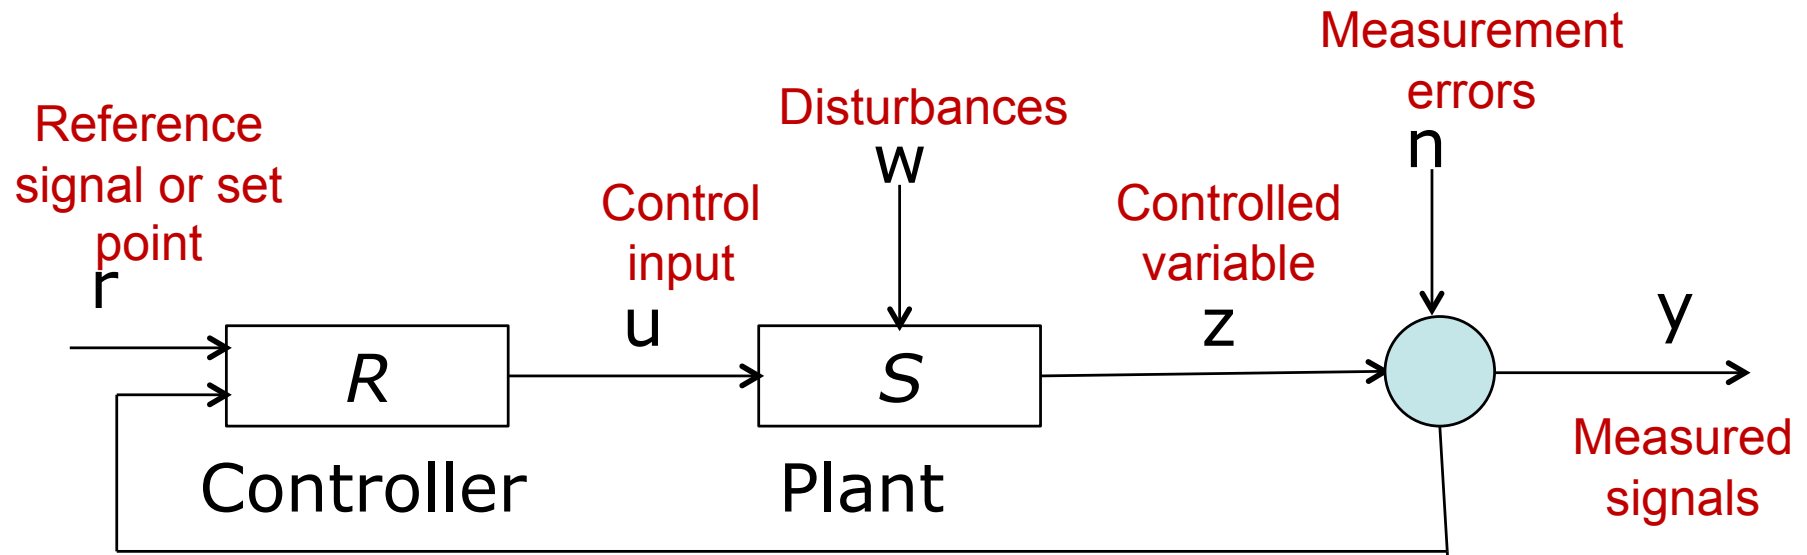 Reference
signal or set
point
r
R
Controller
Control
input
u
Disturbances
w
S
Plant
Controlled
variable
z
Measurement
errors
n
y
Measured
signals